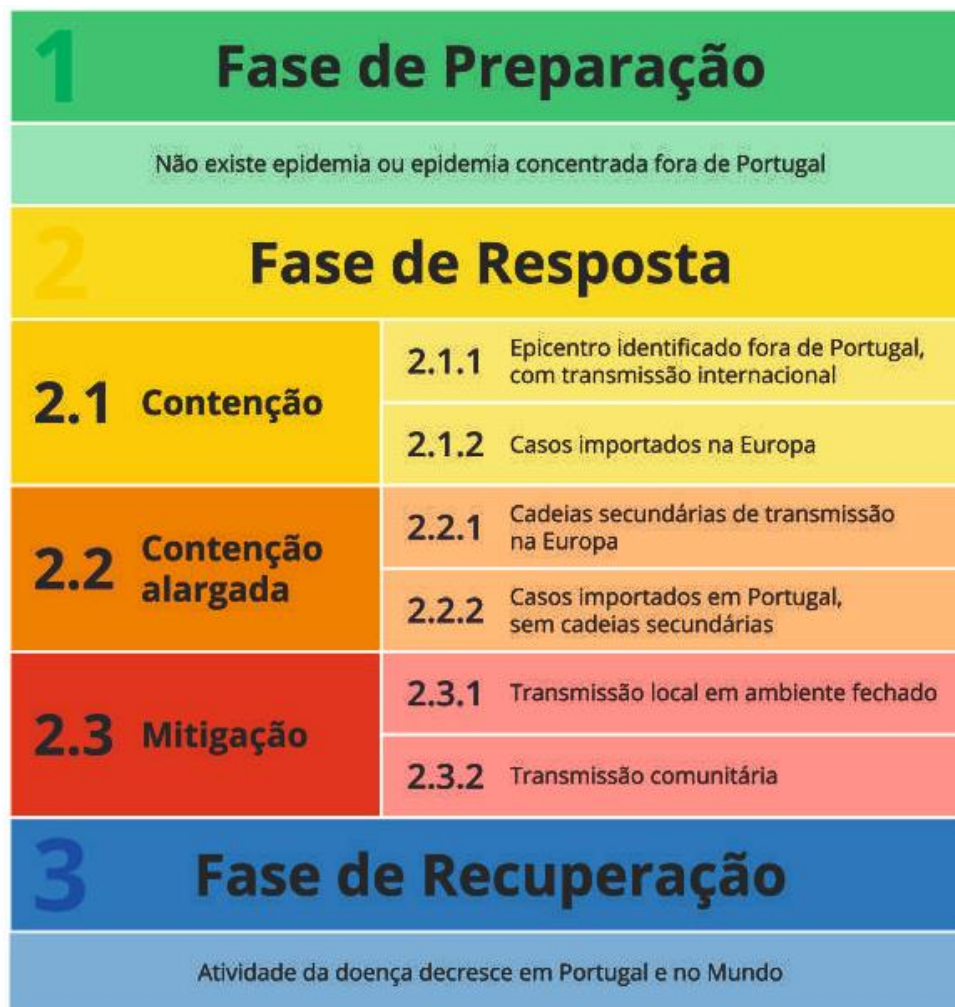 1 Fase de Preparação
Não existe epidemia ou epidemia concentrada fora de Portugal
2 Fase de Resposta
2.1 Contenção
2.1.1 Epicentro identificado fora de Portugal,
com transmissão internacional
2.1.2 Casos importados na Europa
2.2 Contenção
alargada
2.2.1 Cadeias secundárias de transmissão
na Europa
2.2.2 Casos importados em Portugal,
sem cadeias secundárias
2.3 Mitigação
2.3.1 Transmissão local em ambiente fechado
2.3.2 Transmissão comunitária
3 Fase de Recuperação
Atividade da doença decresce em Portugal e no Mundo